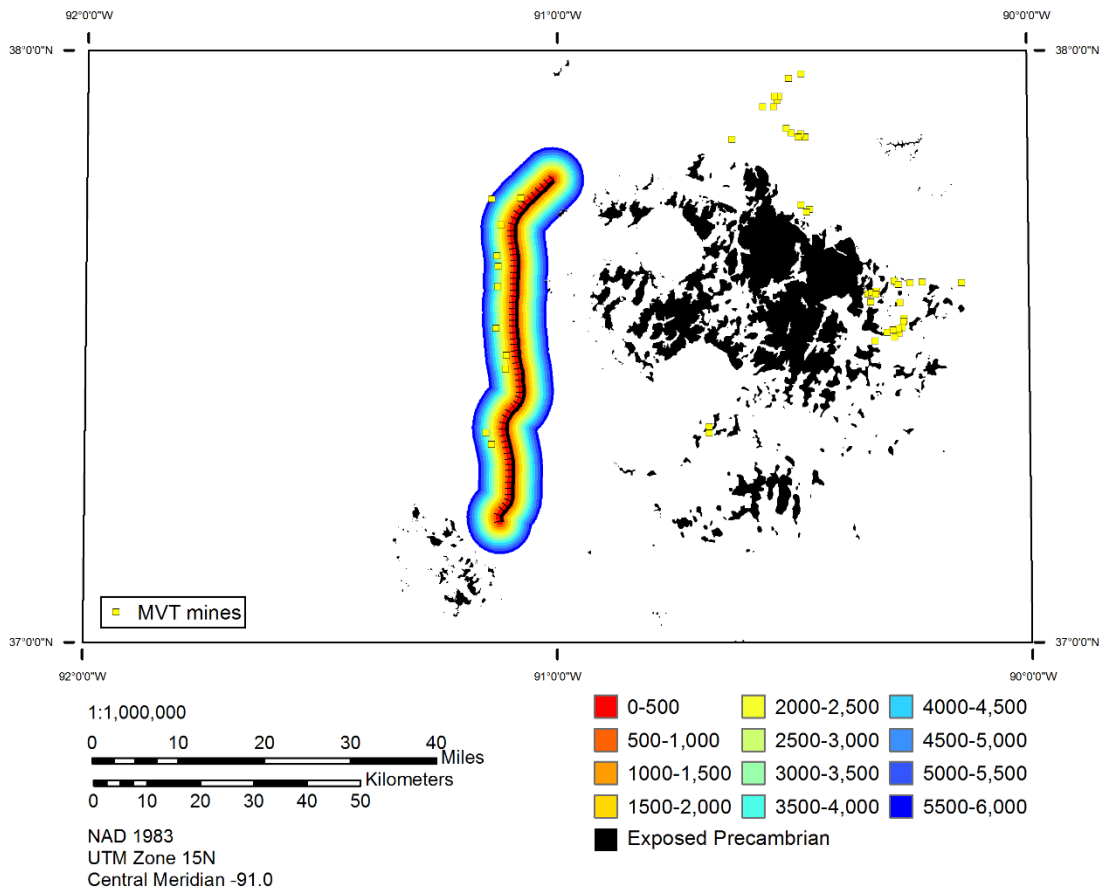 92°0'0"W 91°0'0"W 90°0'0"W
38°0'0"N 38°0'0"N
MVT mines
37°0'0"N 37°0'0"N
92°0'0"W 91°0'0"W 90°0'0"W
1:1,000,000
0 10 20 30 40 Miles
Kilometers
0 10 20 30 40 50
NAD 1983
UTM Zone 15N
Central Meridian -91.0
0-500 2000-2,500 4000-4,500
500-1,000 2500-3,000 4500-5,000
1000-1,500 3000-3,500 5000-5,500
1500-2,000 3500-4,000 5500-6,000
Exposed Precambrian